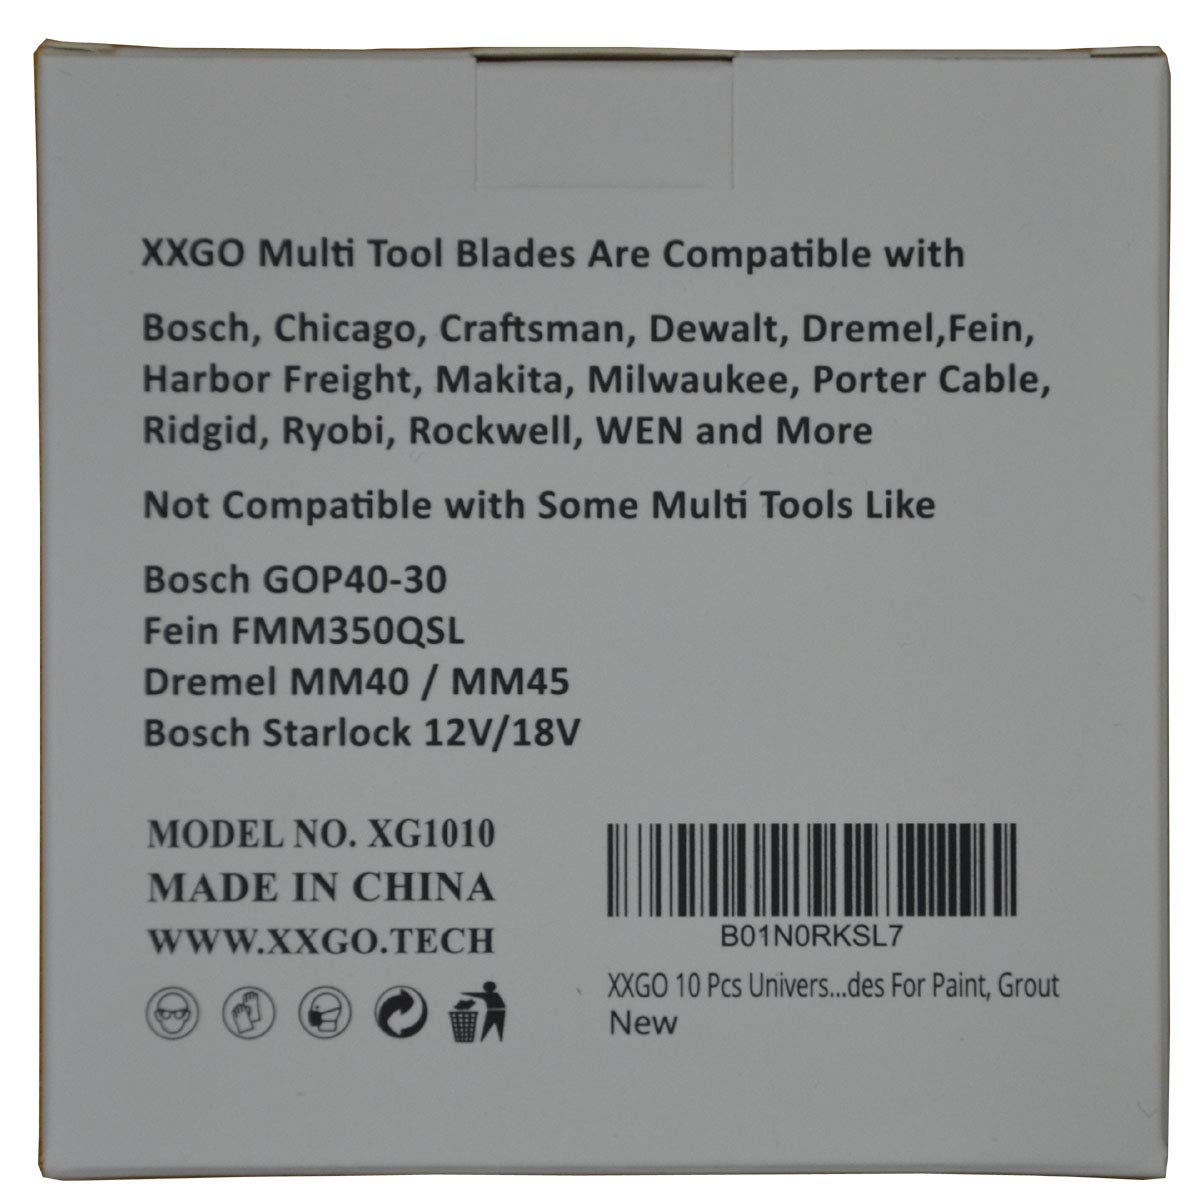 XXGO Multi Tool Blades Are Compatible with
Bosch, Chicago, Craftsman, Dewalt, Dremel,Fein,
Harbor Freight, Makita, Milwaukee, Porter Cable,
Ridgid, Ryobi, Rockwell, WEN and More
Not Compatible with Some Multi Tools Like
Bosch GOP40-30
Fein FMM350QSL
Dremel MM40 / MM45
Bosch Starlock 12V/18V
MODEL NO. XG1010
MADE IN CHINA
WWW.XXGO.TECH
B01N0RKSL7
XXGO 10 Pcs Univers...des For Paint, Grout
New